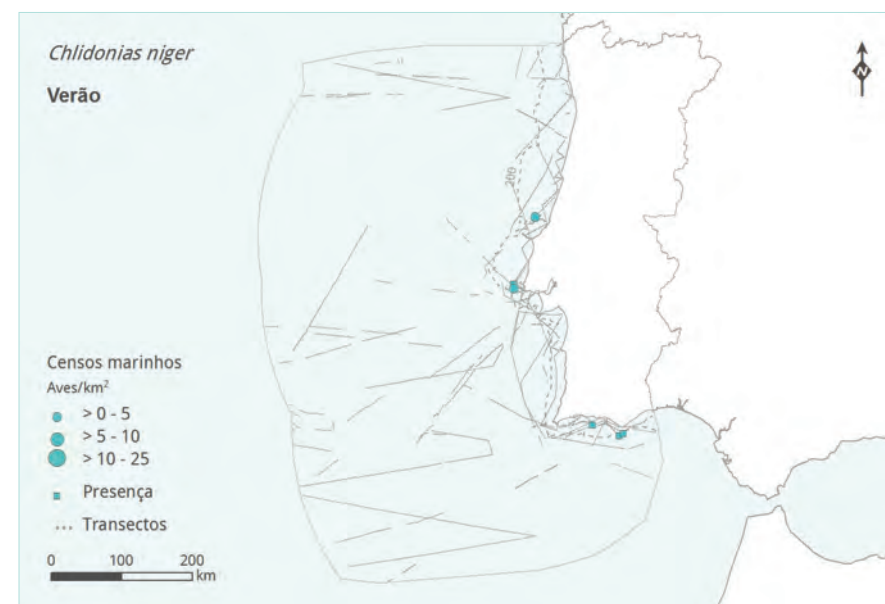 Chlidonias niger
Verão
N
200
Censos marinhos
Aves/km²
> 0 - 5
> 5 - 10
> 10 - 25
Presença
Transectos
0 100 200
km